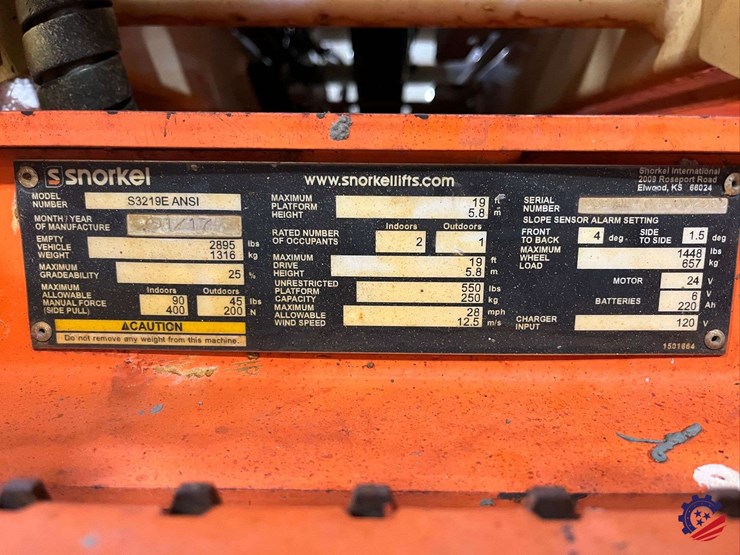 snorkel
MODEL NUMBER S3219E ANSI
MONTH / YEAR OF MANUFACTURE
EMPTY VEHICLE WEIGHT 2895 lbs 1316 kg
MAXIMUM GRADEABILITY 25 %
MAXIMUM ALLOWABLE MANUAL FORCE (SIDE PULL) Indoors 90 400 Outdoors 45 200 lbs N
⚠CAUTION
Do not remove any weight from this machine.
www.snorkellifts.com
MAXIMUM PLATFORM HEIGHT 19 ft 5.8 m
RATED NUMBER OF OCCUPANTS Indoors 2 Outdoors 1
MAXIMUM DRIVE HEIGHT 19 ft 5.8 m
UNRESTRICTED PLATFORM CAPACITY 550 lbs 250 kg
MAXIMUM ALLOWABLE WIND SPEED 28 mph 12.5 m/s
Snorkel International
2009 Roseport Road
Elwood, KS 66024
SERIAL NUMBER
SLOPE SENSOR ALARM SETTING
FRONT TO BACK 4 deg. SIDE TO SIDE 1.5 deg
MAXIMUM WHEEL LOAD 1448 lbs 657 kg
MOTOR 24 V
BATTERIES 6 V 220 Ah
CHARGER INPUT 120 V
1501664